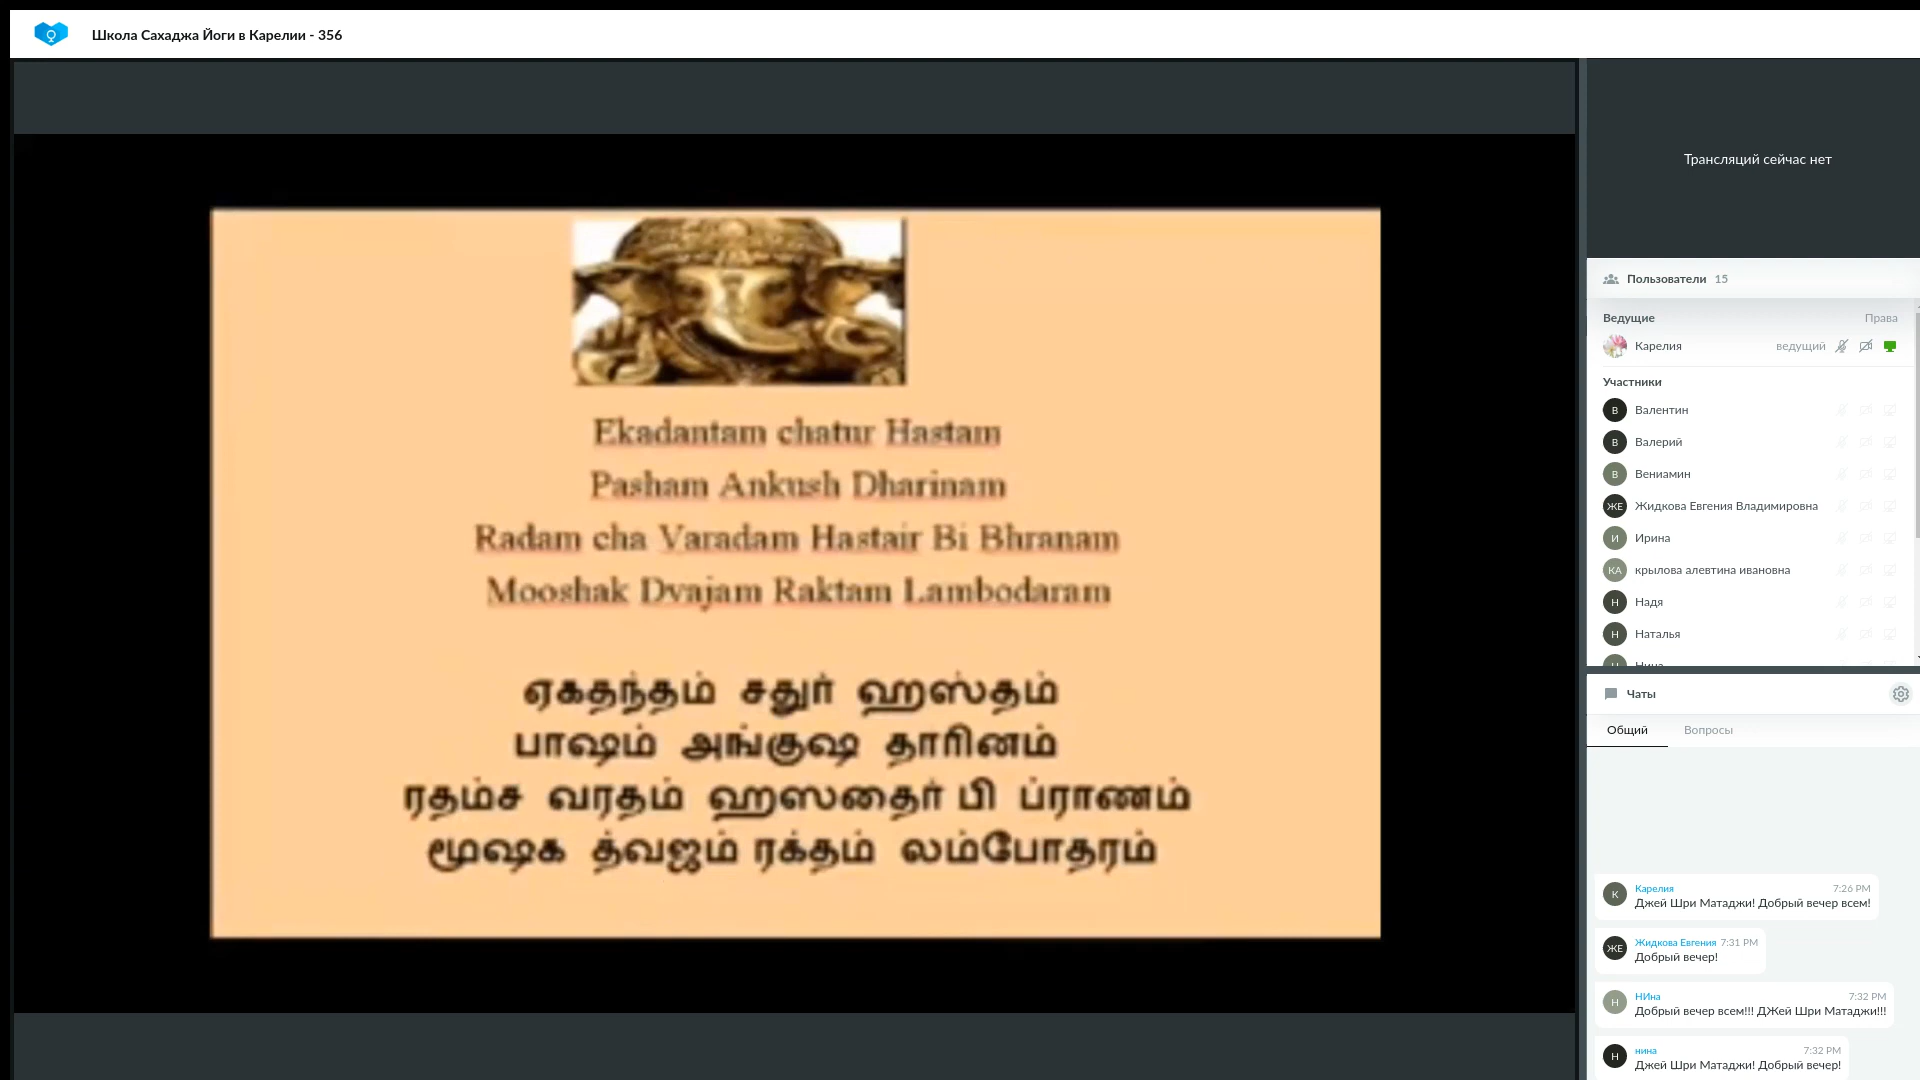 Школа Сахаджа Йоги в Карелии - 356
Ekadantam chatur Hastam
Pasham Ankush Dharinam
Radam cha Varadam Hastair Bi Bhranam
Mooshak Dvajam Raktam Lambodaram
ஏகதந்தம் சதுர் ஹஸ்தம்
பாஷம் அங்குஷ தாரினம்
ரதம்ச வரதம் ஹஸதைர் பி ப்ராணம்
மூஷக த்வஜம் ரக்தம் லம்போதரம்
Трансляций сейчас нет
Пользователи 15
Ведущие Права
Карелия ведущий
Участники
В Валентин
В Валерий
В Вениамин
ЖЕ Жидкова Евгения Владимировна
И Ирина
КА крылова алевтина ивановна
Н Надя
Н Наталья
Н Нина
Чаты
Общий Вопросы
К Карелия 7:26 PM
Джей Шри Матаджи! Добрый вечер всем!
ЖЕ Жидкова Евгения 7:31 PM
Добрый вечер!
Н НИна 7:32 PM
Добрый вечер всем!!! ДЖей Шри Матаджи!!!
Н нина 7:32 PM
Джей Шри Матаджи! Добрый вечер!